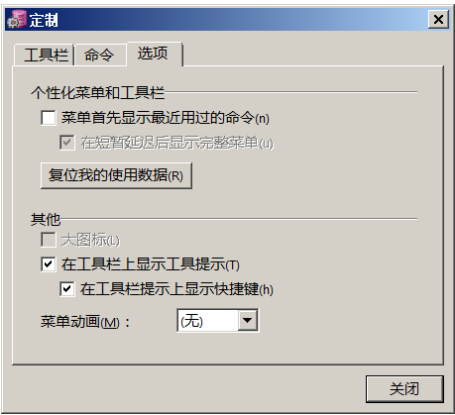 定制
工具栏 命令 选项
个性化菜单和工具栏
菜单首先显示最近用过的命令(n)
在短暂延迟后显示完整菜单(u)
复位我的使用数据(R)
其他
大图标(L)
在工具栏上显示工具提示(T)
在工具栏提示上显示快捷键(h)
菜单动画(M)： (无)
关闭